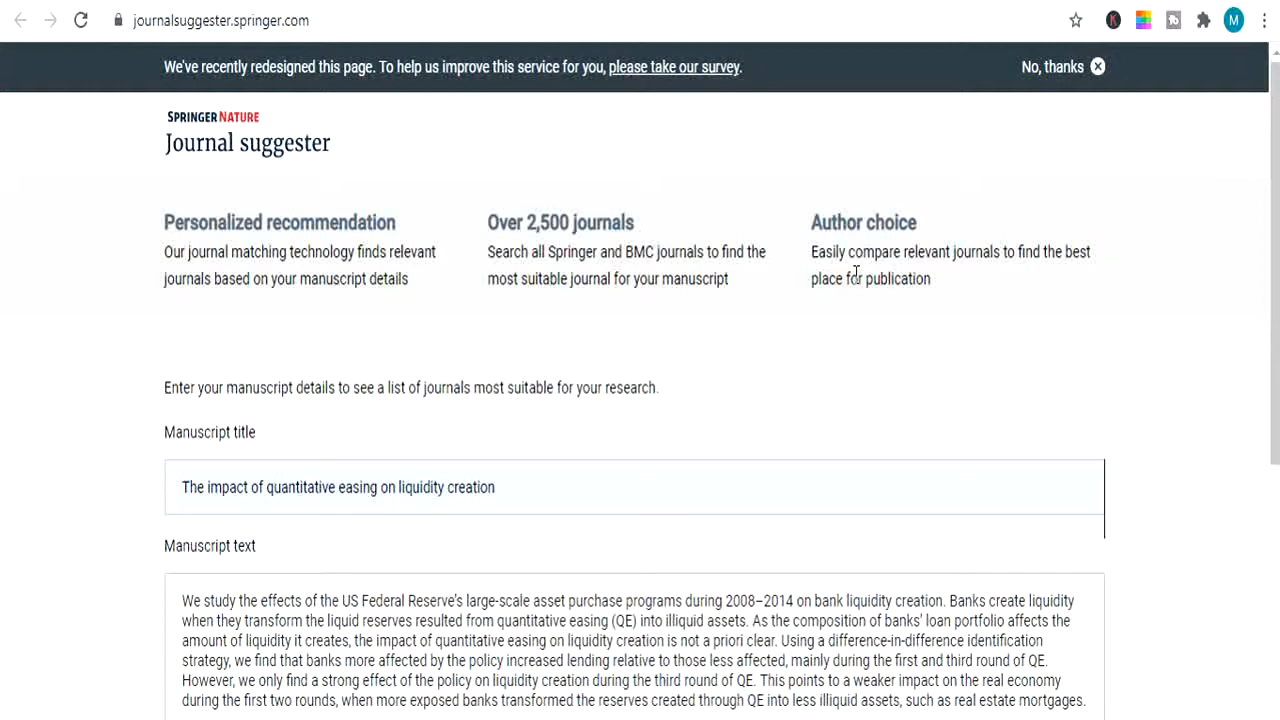 journalsuggester.springer.com
M
We've recently redesigned this page. To help us improve this service for you, please take our survey.
No, thanks
SPRINGER NATURE
Journal suggester
Personalized recommendation
Our journal matching technology finds relevant
journals based on your manuscript details
Over 2,500 journals
Search all Springer and BMC journals to find the
most suitable journal for your manuscript
Author choice
Easily compare relevant journals to find the best
place for publication
Enter your manuscript details to see a list of journals most suitable for your research.
Manuscript title
The impact of quantitative easing on liquidity creation
Manuscript text
We study the effects of the US Federal Reserve's large-scale asset purchase programs during 2008–2014 on bank liquidity creation. Banks create liquidity
when they transform the liquid reserves resulted from quantitative easing (QE) into illiquid assets. As the composition of banks' loan portfolio affects the
amount of liquidity it creates, the impact of quantitative easing on liquidity creation is not a priori clear. Using a difference-in-difference identification
strategy, we find that banks more affected by the policy increased lending relative to those less affected, mainly during the first and third round of QE.
However, we only find a strong effect of the policy on liquidity creation during the third round of QE. This points to a weaker impact on the real economy
during the first two rounds, when more exposed banks transformed the reserves created through QE into less illiquid assets, such as real estate mortgages.